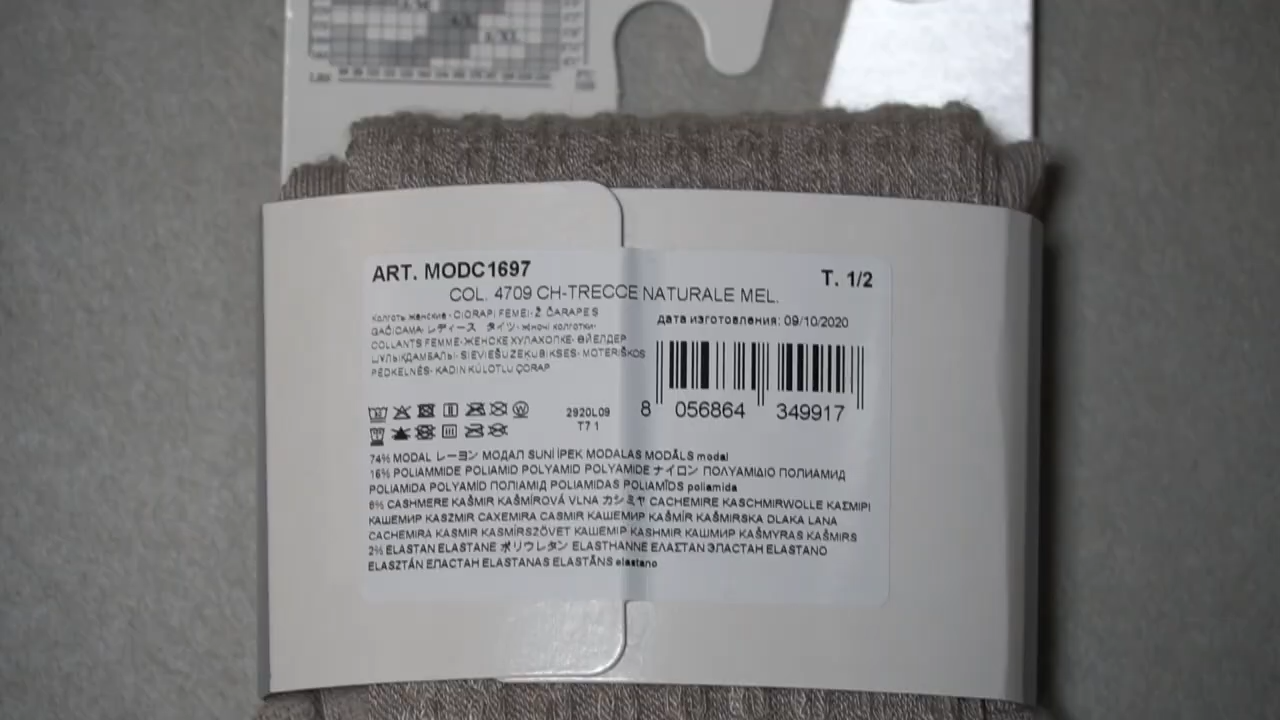 L/XL
ART. MODC1697
T. 1/2
COL. 4709 CH-TRECCE NATURALE MEL.
колготы женские- CIORAPI FEMEI-Ž ČARAPE S
GAĆICAMA- レディース タイツ- жіночі колготки-
COLLANTS FEMME-ЖЕНСКЕ ХУЛАХОПКЕ- ӘЙЕЛДЕР
ШҰЛЫҚДАМБАЛЫ- SIEVIEŠU ZEĶUBIKSES- MOTERIŠKOS
PĖDKELNĖS- KADIN KÜLOTLU ÇORAP
дата изготовления: 09/10/2020
8 056864 349917
2920L09
T7 1
74% MODAL レーヨン МОДАЛ SUNİ İPEK MODALAS MODĀLS modal
16% POLIAMMIDE POLIAMID POLYAMID POLYAMIDE ナイロン ΠΟΛΥΑΜΙΔΙΟ ПОЛИАМИД
POLIAMIDA POLYAMID ПОЛІАМІД POLIAMIDAS POLIAMĪDS poliamida
6% CASHMERE KAŠMIR KAŠMÍROVÁ VLNA カシミヤ CACHEMIRE KASCHMIRWOLLE ΚΑΣΜΙΡΙ
КАШЕМИР KASZMIR CAXEMIRA CASMIR КАШЕМИР KAŠMÍR KAŠMIRSKA DLAKA LANA
CACHEMIRA KASMIR KASMÍRSZÖVET КАШЕМІР KASHMIR КАШМИР KAŠMYRAS KAŠMIRS
2% ELASTAN ELASTANE ポリウレタン ELASTHANNE ΕΛΑΣΤΑΝ ЭЛАСТАН ELASTANO
ELASZTÁN ЕЛАСТАН ELASTANAS ELASTĀNS elastano